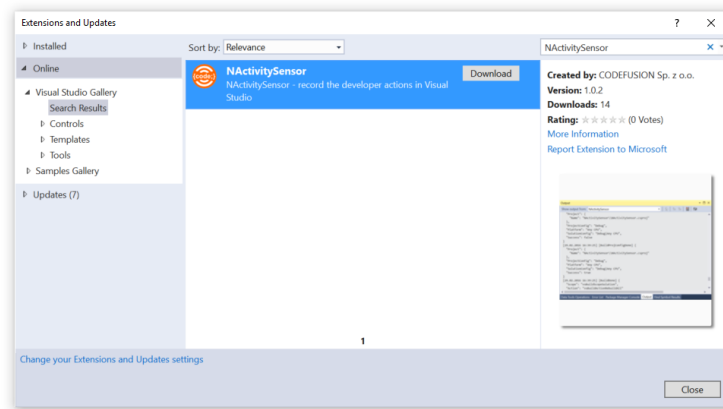 Extensions and Updates
? ×
Installed
Online
Visual Studio Gallery
Search Results
Controls
Templates
Tools
Samples Gallery
Updates (7)
Sort by: Relevance
NActivitySensor
{code:}
NActivitySensor
Download
NActivitySensor - record the developer actions in Visual
Studio
1
Created by: CODEFUSION Sp. z o.o.
Version: 1.0.2
Downloads: 14
Rating: (0 Votes)
More Information
Report Extension to Microsoft
Output
Change your Extensions and Updates settings
Close